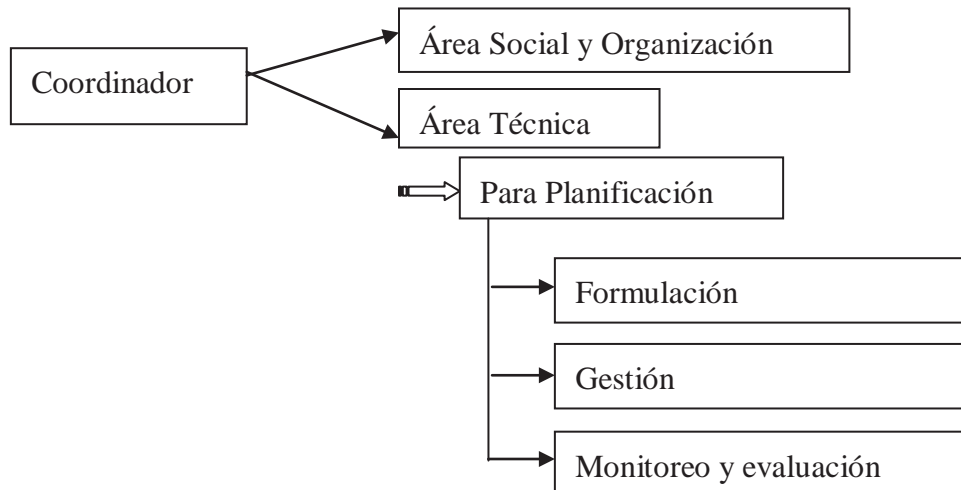 Área Social y Organización
Coordinador
Área Técnica
Para Planificación
Formulación
Gestión
Monitoreo y evaluación